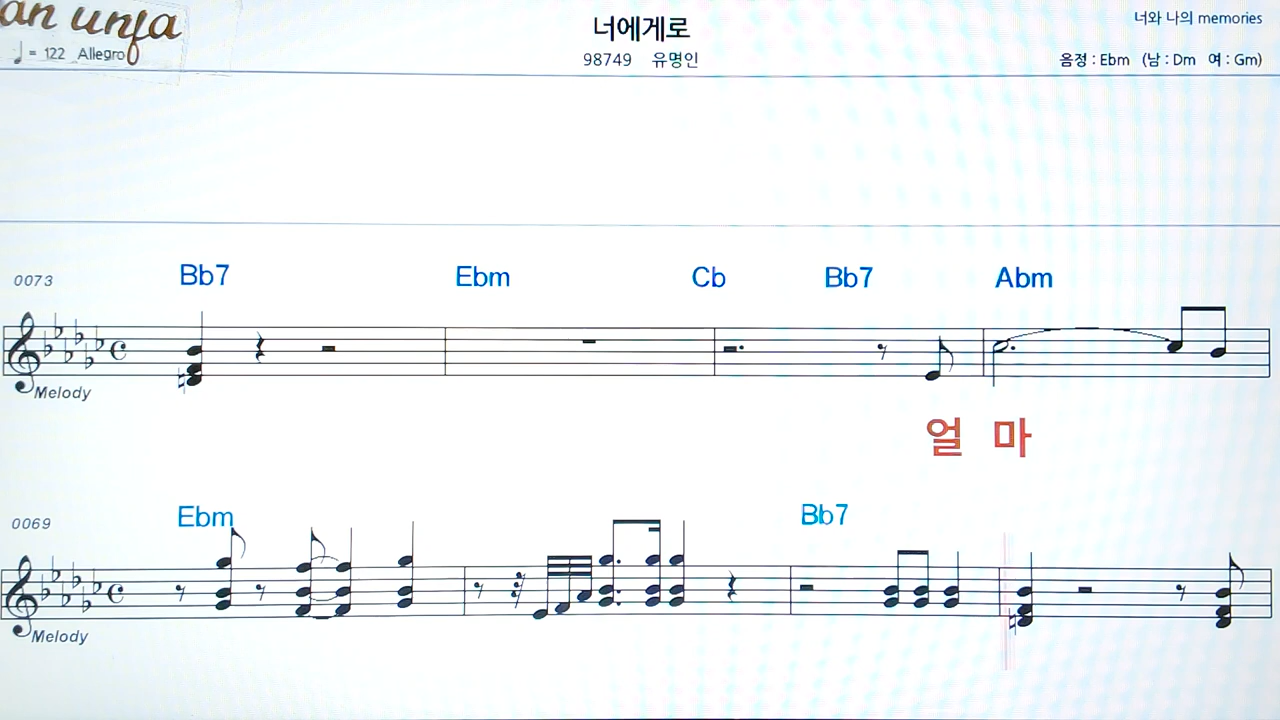 an unja
♩ = 122 Allegro
너에게로
98749 유명인
너와 나의 memories
음정 : Ebm (남 : Dm 여 : Gm)
0073
Bb7 Ebm Cb Bb7 Abm
Melody
얼 마
0069
Ebm Bb7
Melody